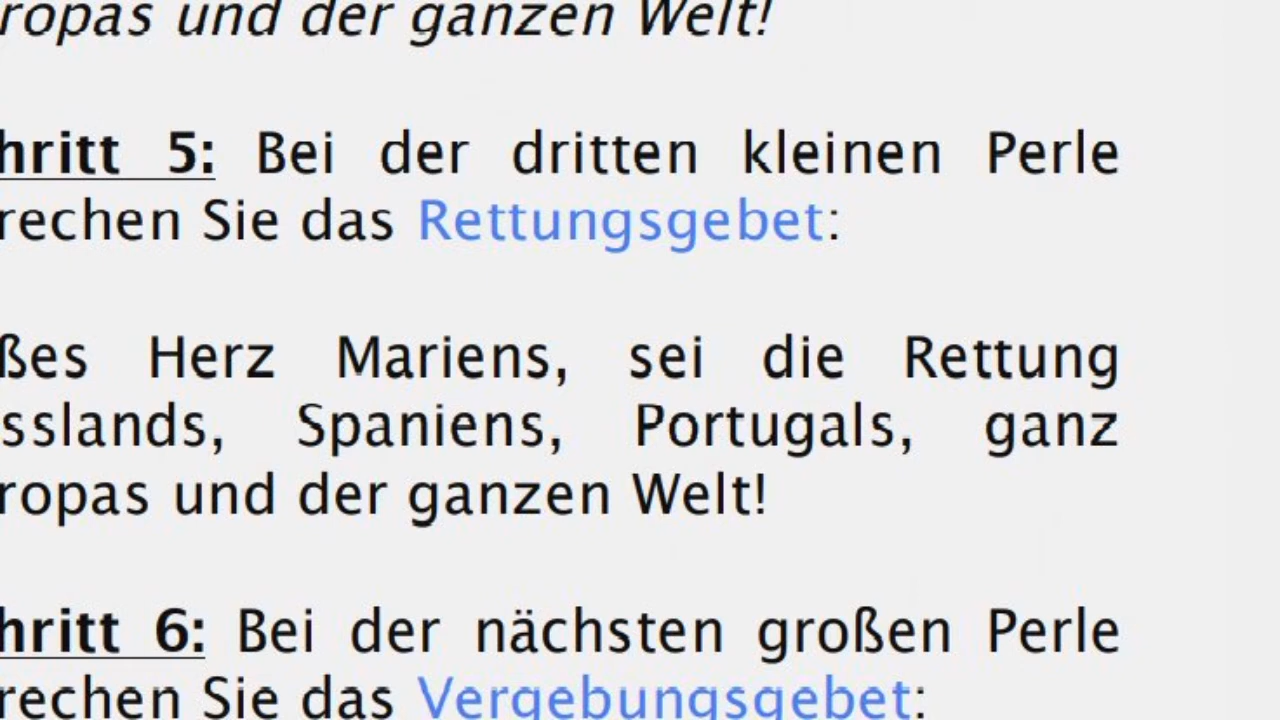 ropas und der ganzen Welt!
hritt 5: Bei der dritten kleinen Perle
rechen Sie das Rettungsgebet:
ßes Herz Mariens, sei die Rettung
sslands, Spaniens, Portugals, ganz
ropas und der ganzen Welt!
hritt 6: Bei der nächsten großen Perle
rechen Sie das Vergebungsgebet: